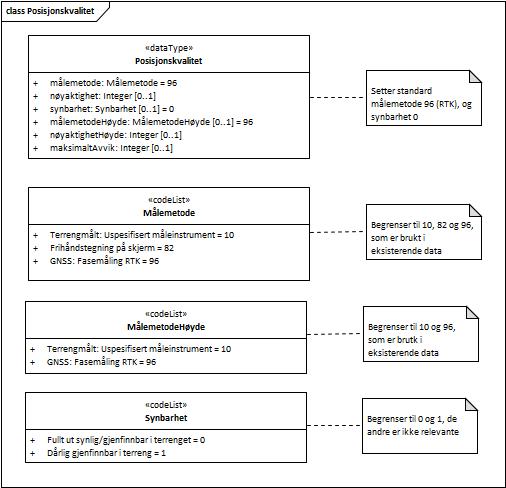 class Posisjonskvalitet
«dataType»
Posisjonskvalitet
+ målemetode: Målemetode = 96
+ nøyaktighet: Integer [0..1]
+ synbarhet: Synbarhet [0..1] = 0
+ målemetodeHøyde: MålemetodeHøyde [0..1] = 96
+ nøyaktighetHøyde: Integer [0..1]
+ maksimaltAvvik: Integer [0..1]
Setter standard
målemetode 96 (RTK), og
synbarhet 0
«codeList»
Målemetode
+ Terrengmålt: Uspesifisert måleinstrument = 10
+ Frihåndstegning på skjerm = 82
+ GNSS: Fasemåling RTK = 96
Begrenser til 10, 82 og 96,
som er brukt i
eksisterende data
«codeList»
MålemetodeHøyde
+ Terrengmålt: Uspesifisert måleinstrument = 10
+ GNSS: Fasemåling RTK = 96
Begrenser til 10 og 96,
som er brutk i
eksisterende data
«codeList»
Synbarhet
+ Fullt ut synlig/gjenfinnbar i terrenget = 0
+ Dårlig gjenfinnbar i terreng = 1
Begrenser til 0 og 1, de
andre er ikke relevante